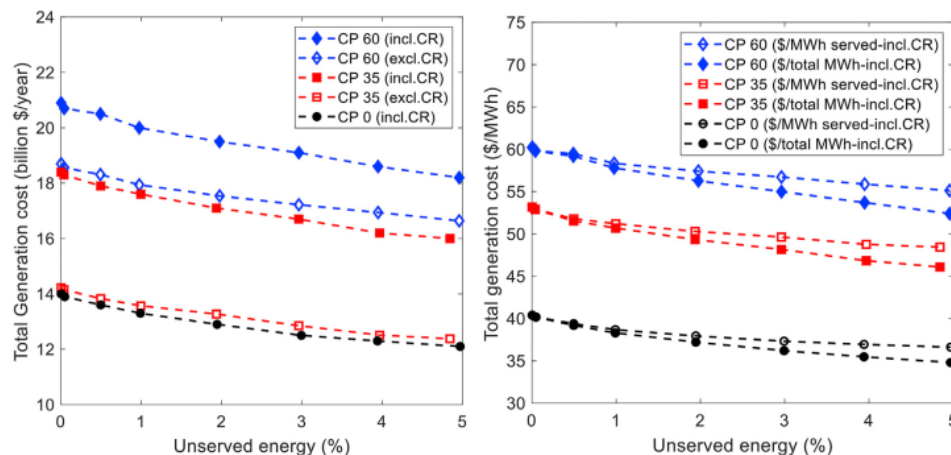 Total Generation cost (billion $/year)
24
22
20
18
16
14
12
10
0 1 2 3 4 5
Unserved energy (%)
CP 60 (incl.CR)
CP 60 (excl.CR)
CP 35 (incl.CR)
CP 35 (excl.CR)
CP 0 (incl.CR)
Total generation cost ($/MWh)
75
70
65
60
55
50
45
40
35
30
0 1 2 3 4 5
Unserved energy (%)
CP 60 ($/MWh served-incl.CR)
CP 60 ($/total MWh-incl.CR)
CP 35 ($/MWh served-incl.CR)
CP 35 ($/total MWh-incl.CR)
CP 0 ($/MWh served-incl.CR)
CP 0 ($/total MWh-incl.CR)